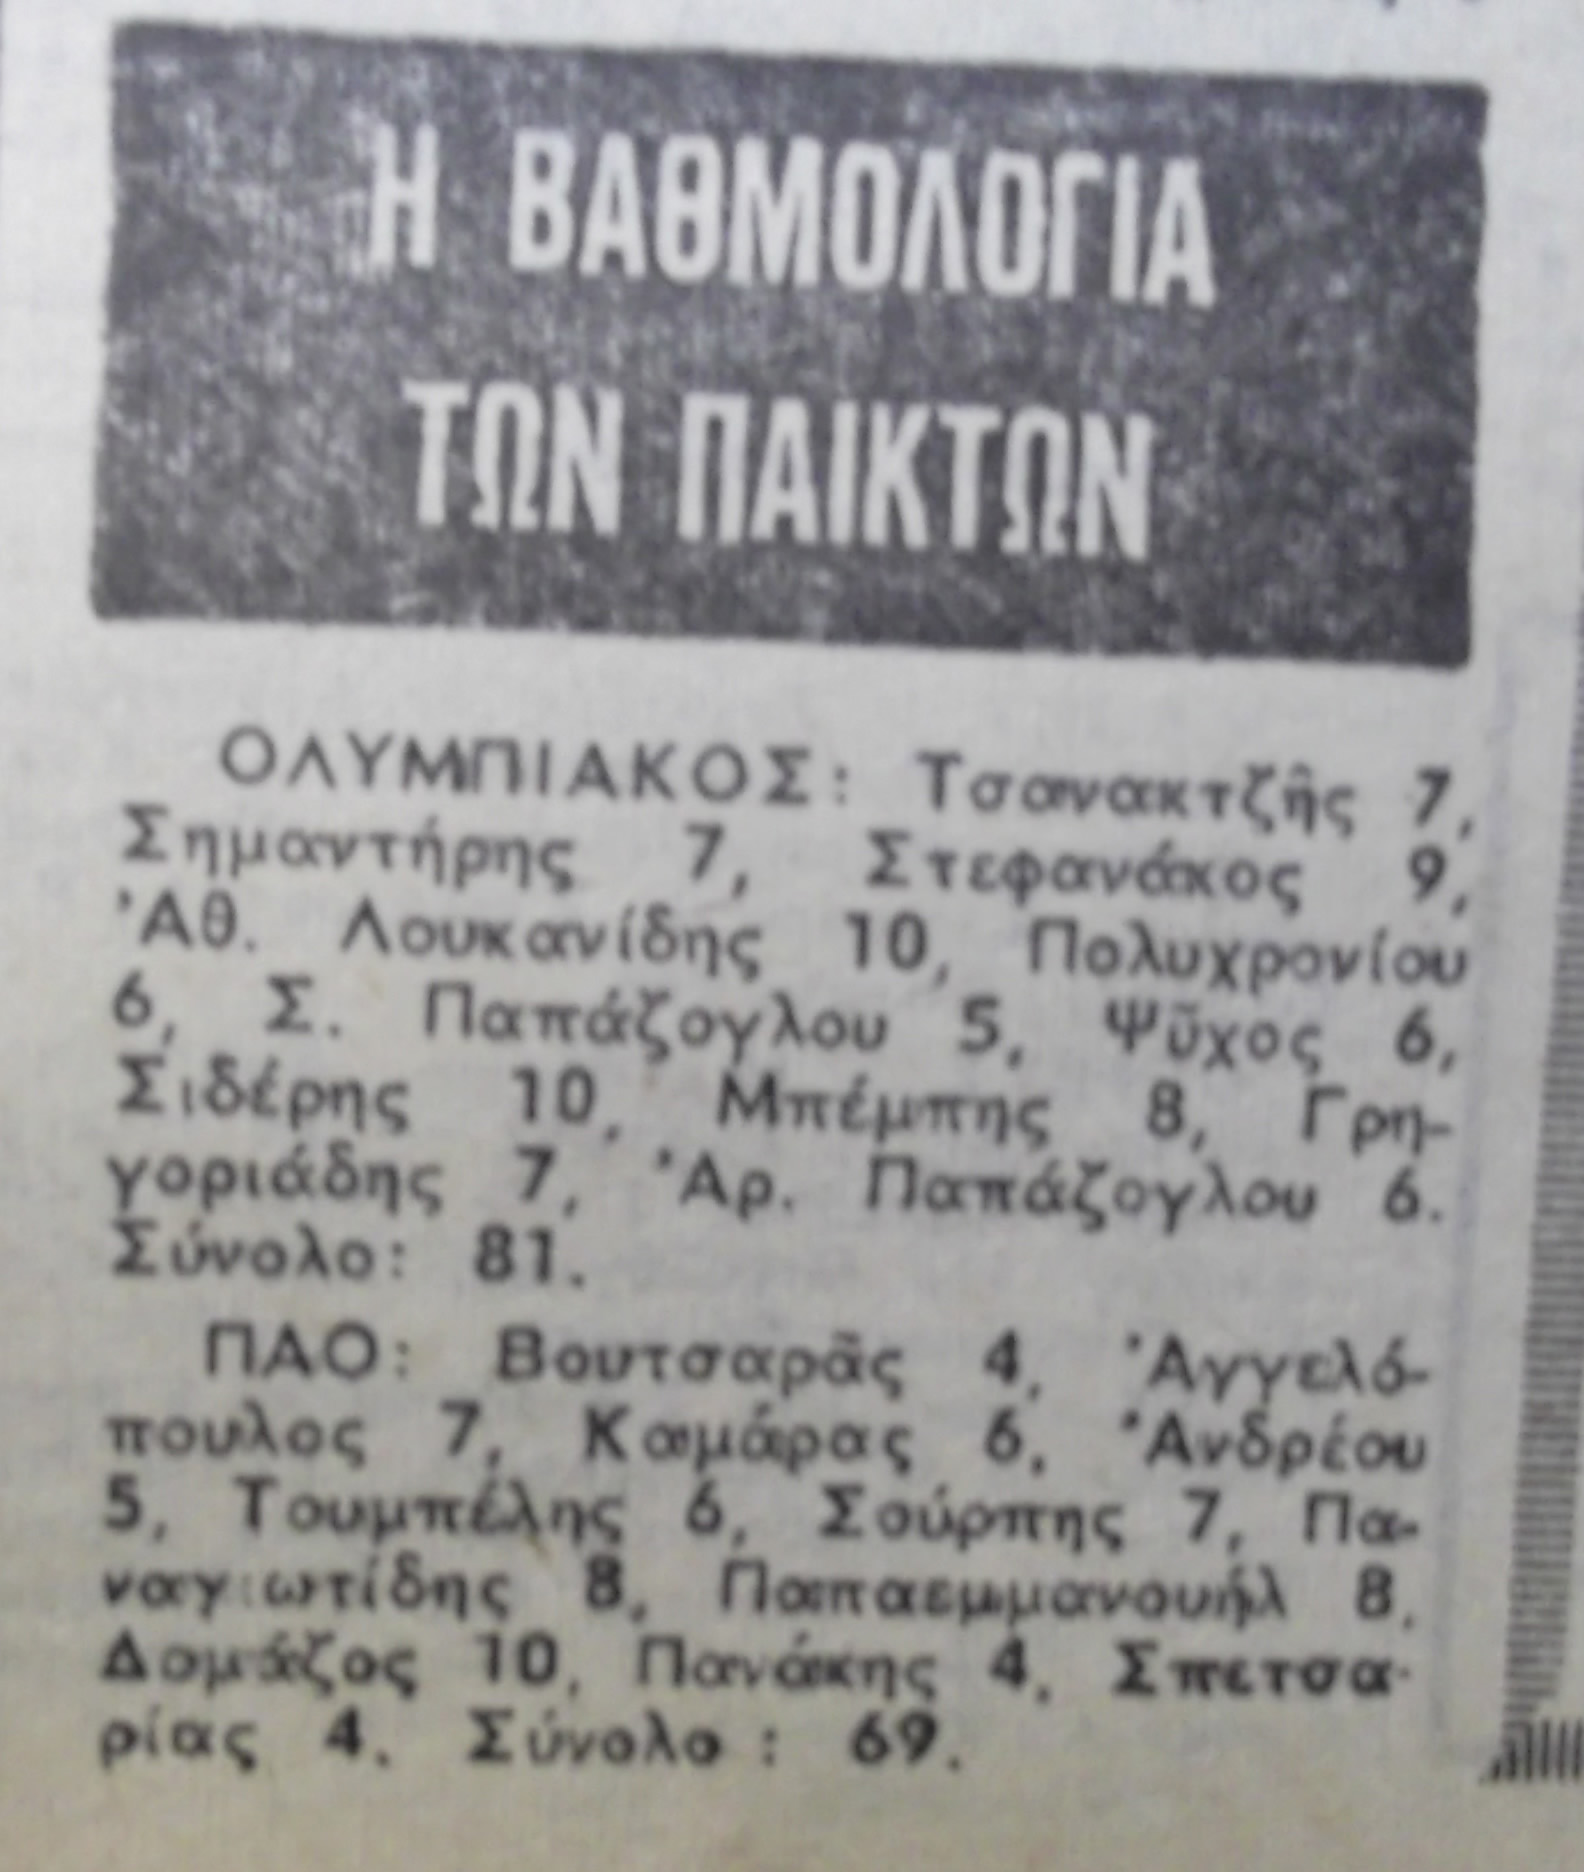 Η ΒΑΘΜΟΛΟΓΙΑ
ΤΩΝ ΠΑΙΚΤΩΝ
ΟΛΥΜΠΙΑΚΟΣ: Τσανακτζῆς 7,
Σημαντήρης 7, Στεφανάκος 9,
Ἀθ. Λουκανίδης 10, Πολυχρονίου
6, Σ. Παπάζογλου 5, Ψῦχος 6,
Σιδέρης 10, Μπέμπης 8, Γρη-
γοριάδης 7, Ἀρ. Παπάζογλου 6.
Σύνολο: 81.
ΠΑΟ: Βουτσαρᾶς 4, Ἀγγελό-
πουλος 7, Καμάρας 6, Ἀνδρέου
5, Τουμπέλης 6, Σούρπης 7, Πα-
ναγιωτίδης 8, Παπαεμμανουήλ 8,
Δομάζος 10, Πανάκης 4, Σπετσα-
ρίας 4. Σύνολο : 69.